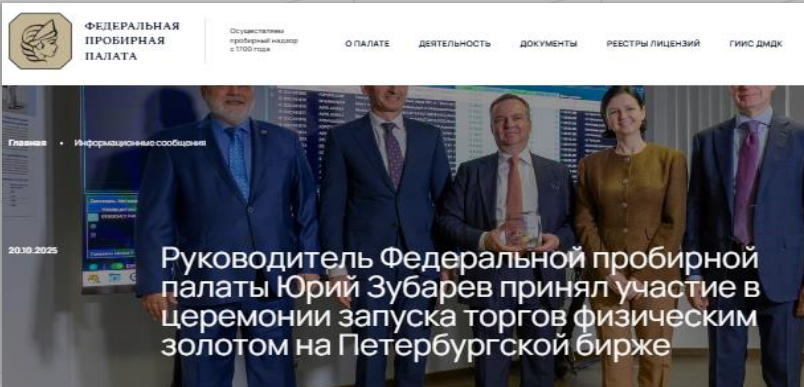 ФЕДЕРАЛЬНАЯ
ПРОБИРНАЯ
ПАЛАТА
Осуществляем
пробирный надзор
с 1700 года
О ПАЛАТЕ
ДЕЯТЕЛЬНОСТЬ
ДОКУМЕНТЫ
РЕЕСТРЫ ЛИЦЕНЗИЙ
ГИИС ДМДК
Главная • Информационные сообщения
20.10.2025
Руководитель Федеральной пробирной
палаты Юрий Зубарев принял участие в
церемонии запуска торгов физическим
золотом на Петербургской бирже